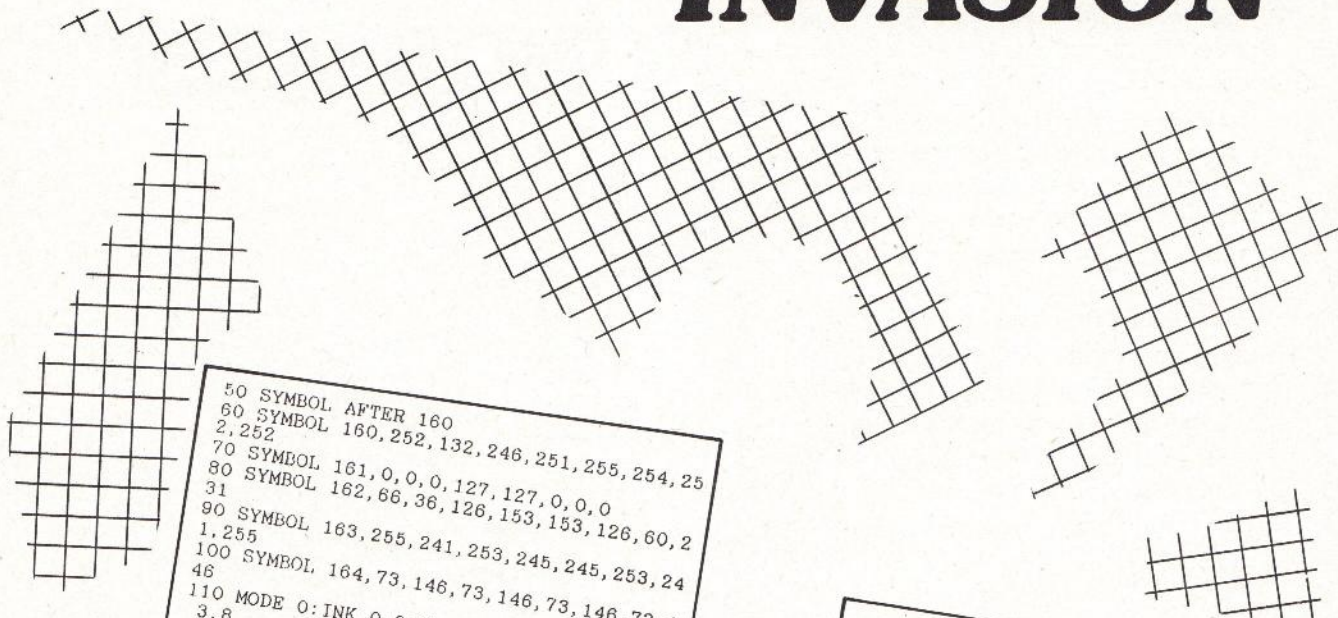 INVASION
50 SYMBOL AFTER 160
60 SYMBOL 160,252,132,246,251,255,254,25
2,252
70 SYMBOL 161,0,0,0,127,127,0,0,0
80 SYMBOL 162,66,36,126,153,153,126,60,2
31
90 SYMBOL 163,255,241,253,245,245,253,24
1,255
100 SYMBOL 164,73,146,73,146,73,146,
46
110 MODE 0:INK
3,8